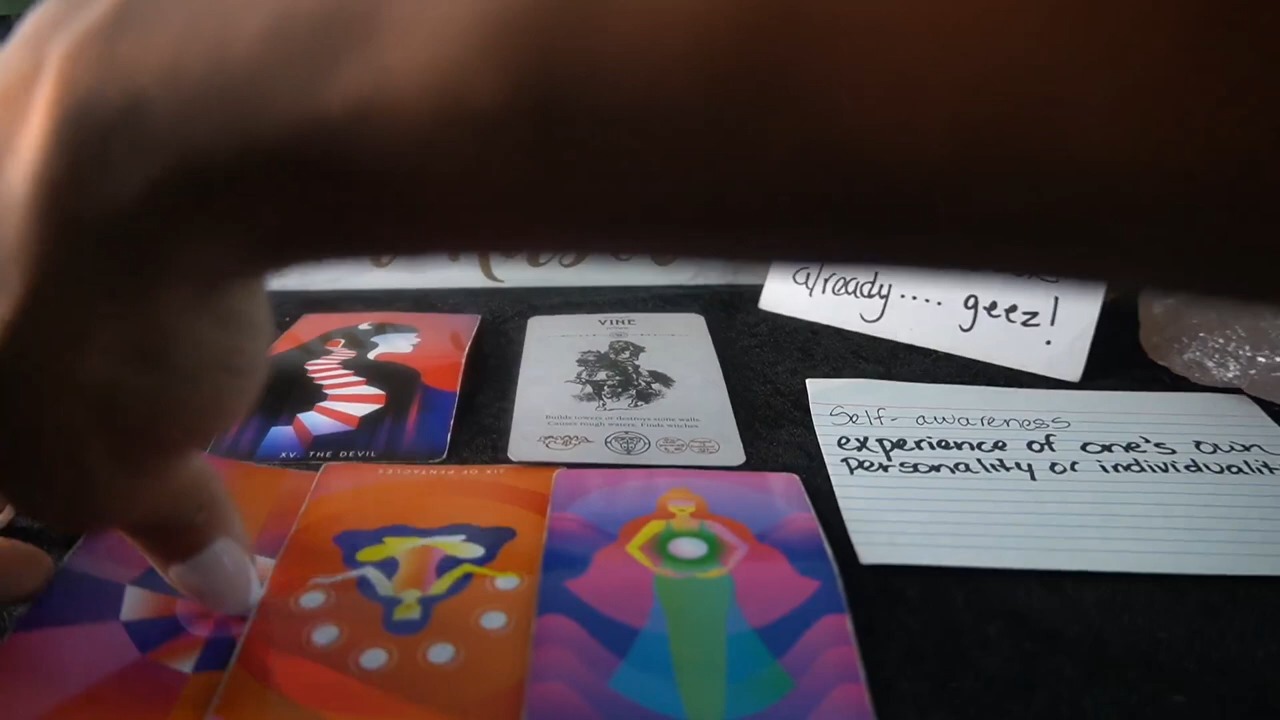 already.... geez!
VINE
Builds towers or destroys stone walls.
Causes rough waters. Finds witches.
XV. THE DEVIL
Self-awareness
experience of one's own
personality or individualit
SIX OF PENTACLES